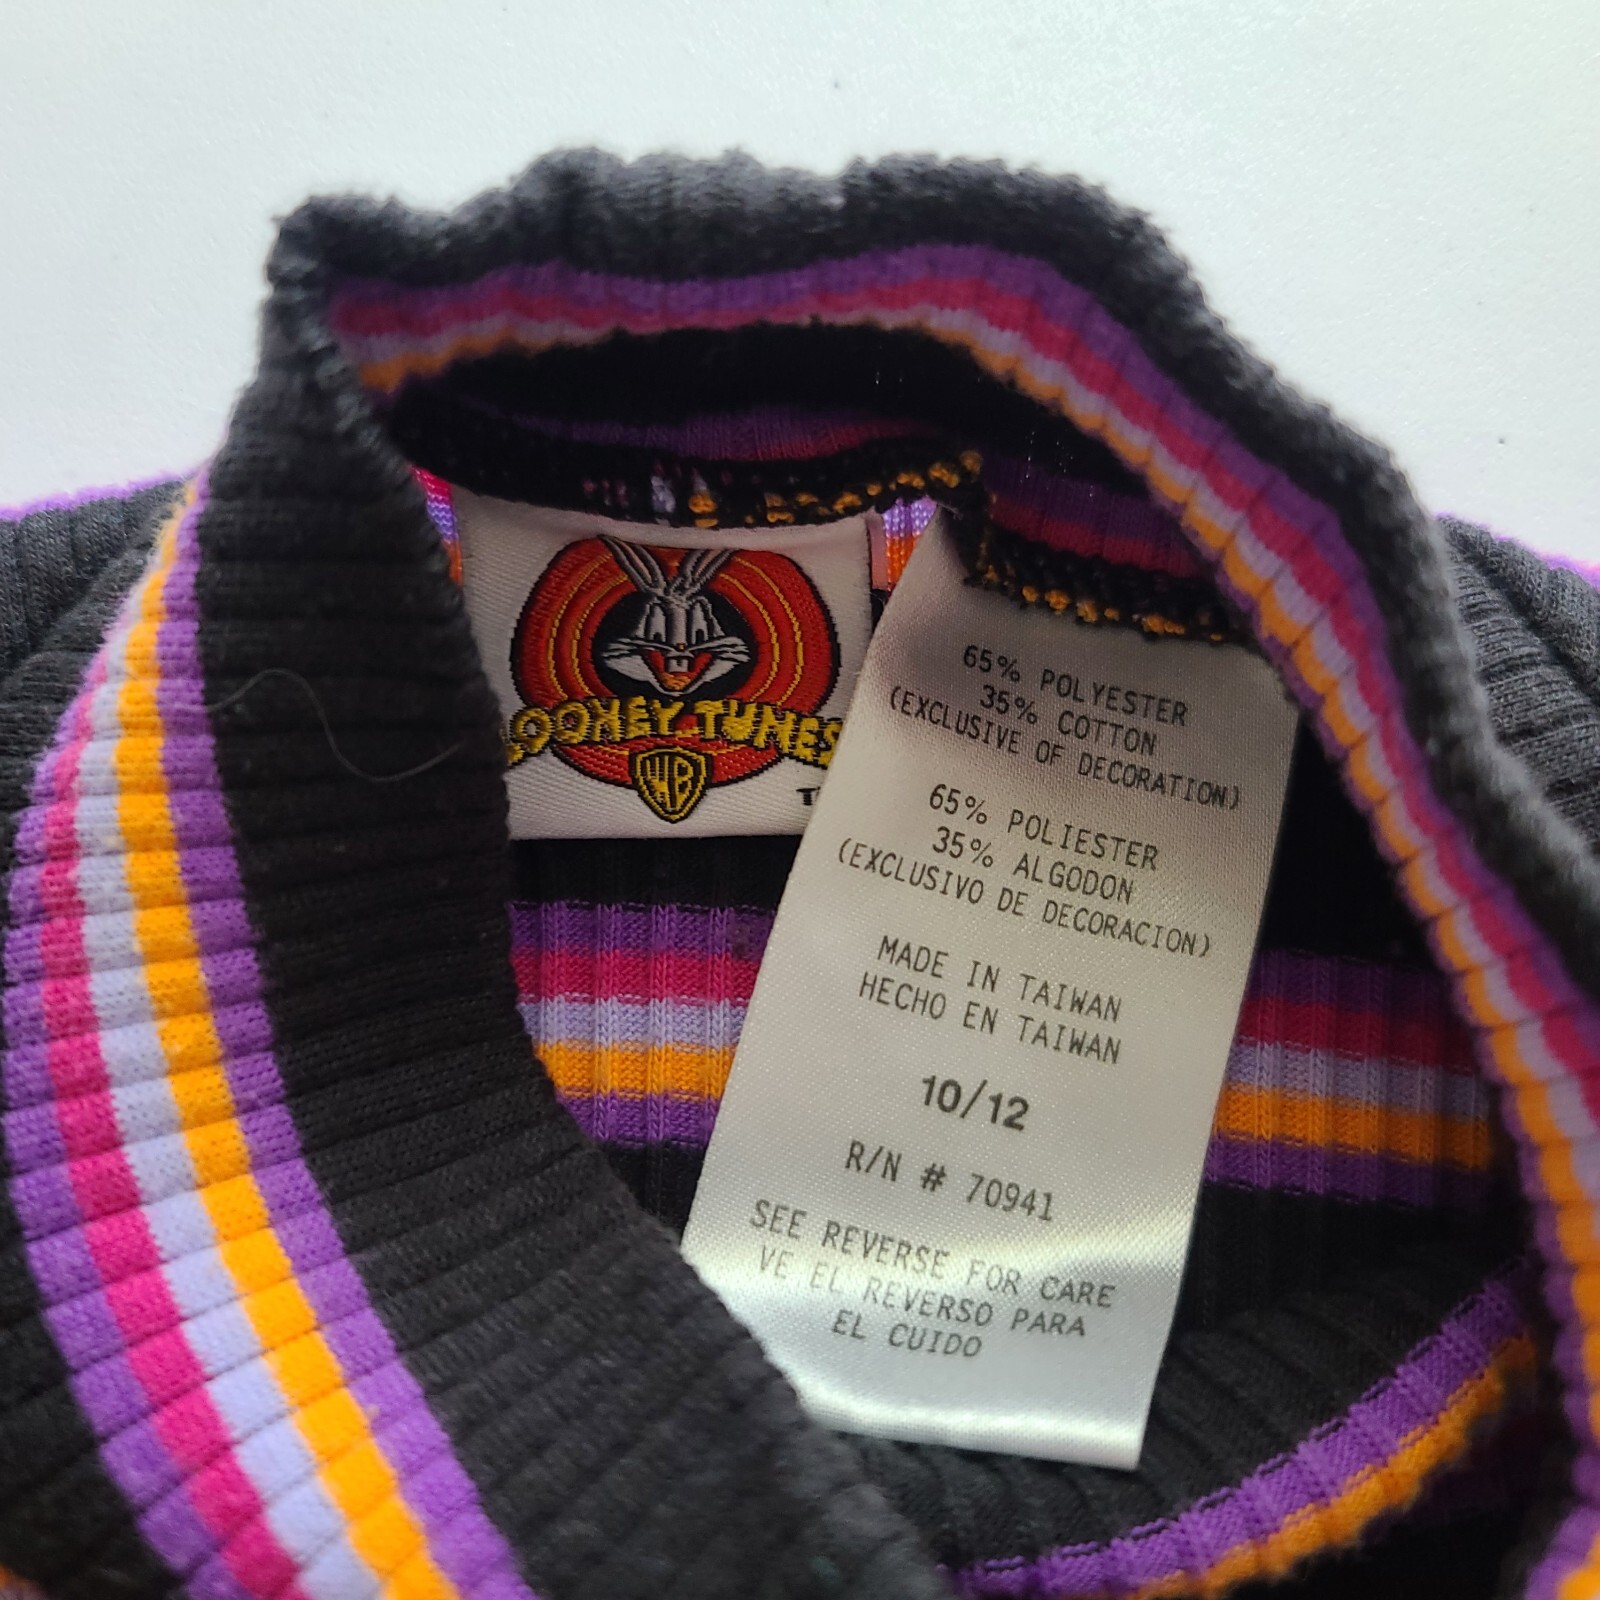 LOONEY TUNES
WB
65% POLYESTER
35% COTTON
(EXCLUSIVE OF DECORATION)
65% POLIESTER
35% ALGODON
(EXCLUSIVO DE DECORACION)
MADE IN TAIWAN
HECHO EN TAIWAN
10/12
R/N # 70941
SEE REVERSE FOR CARE
VE EL REVERSO PARA
EL CUIDO